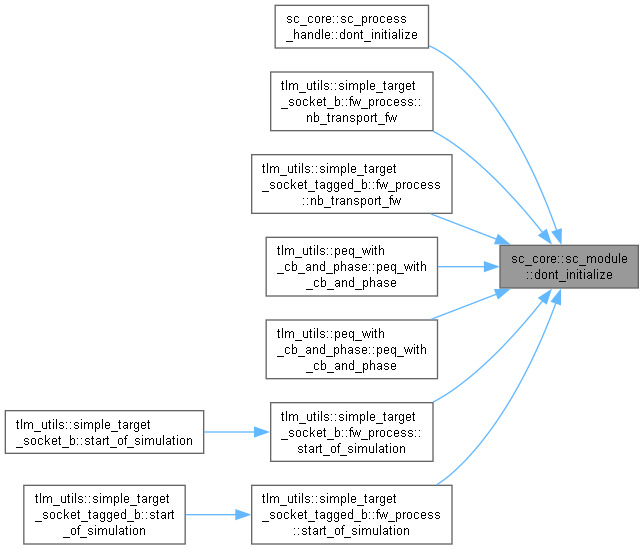 sc_core::sc_process
_handle::dont_initialize
tlm_utils::simple_target
_socket_b::fw_process::
nb_transport_fw
tlm_utils::simple_target
_socket_tagged_b::fw_process
::nb_transport_fw
sc_core::sc_module
::dont_initialize
tlm_utils::peq_with
_cb_and_phase::peq_with
_cb_and_phase
tlm_utils::peq_with
_cb_and_phase::peq_with
_cb_and_phase
tlm_utils::simple_target
_socket_b::start_of_simulation
tlm_utils::simple_target
_socket_b::fw_process::
start_of_simulation
tlm_utils::simple_target
_socket_tagged_b::start
_of_simulation
tlm_utils::simple_target
_socket_tagged_b::fw_process
::start_of_simulation